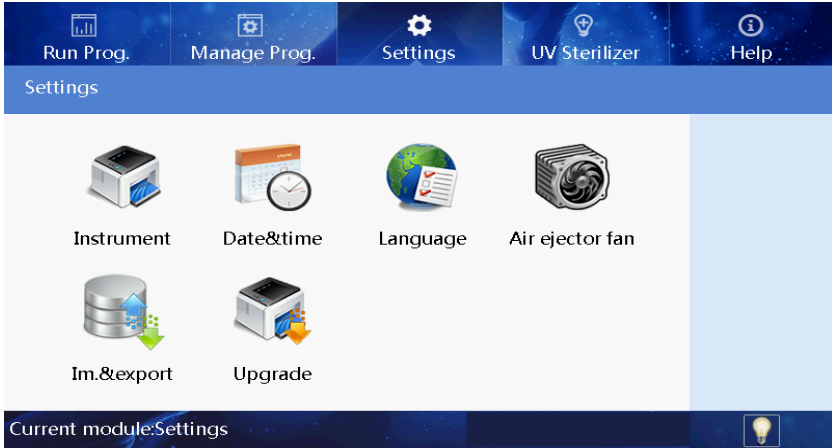 Run Prog.
Manage Prog.
Settings
UV Sterilizer
Help
Settings
Instrument
Date&time
Language
Air ejector fan
Im.&export
Upgrade
Current module:Settings